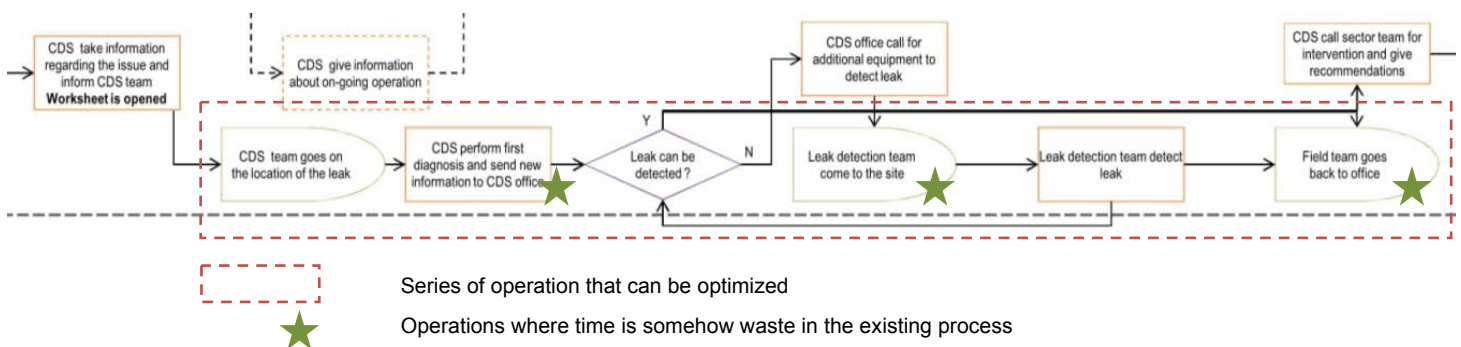 CDS take information
regarding the issue and
inform CDS team
Worksheet is opened
CDS give information
about on-going operation
CDS office call for
additional equipment to
detect leak
CDS call sector team for
intervention and give
recommendations
CDS team goes on
the location of the leak
CDS perform first
diagnosis and send new
information to CDS office
Y
Leak can be
detected ?
N
Leak detection team
come to the site
Leak detection team detect
leak
Field team goes
back to office
Series of operation that can be optimized
Operations where time is somehow waste in the existing process